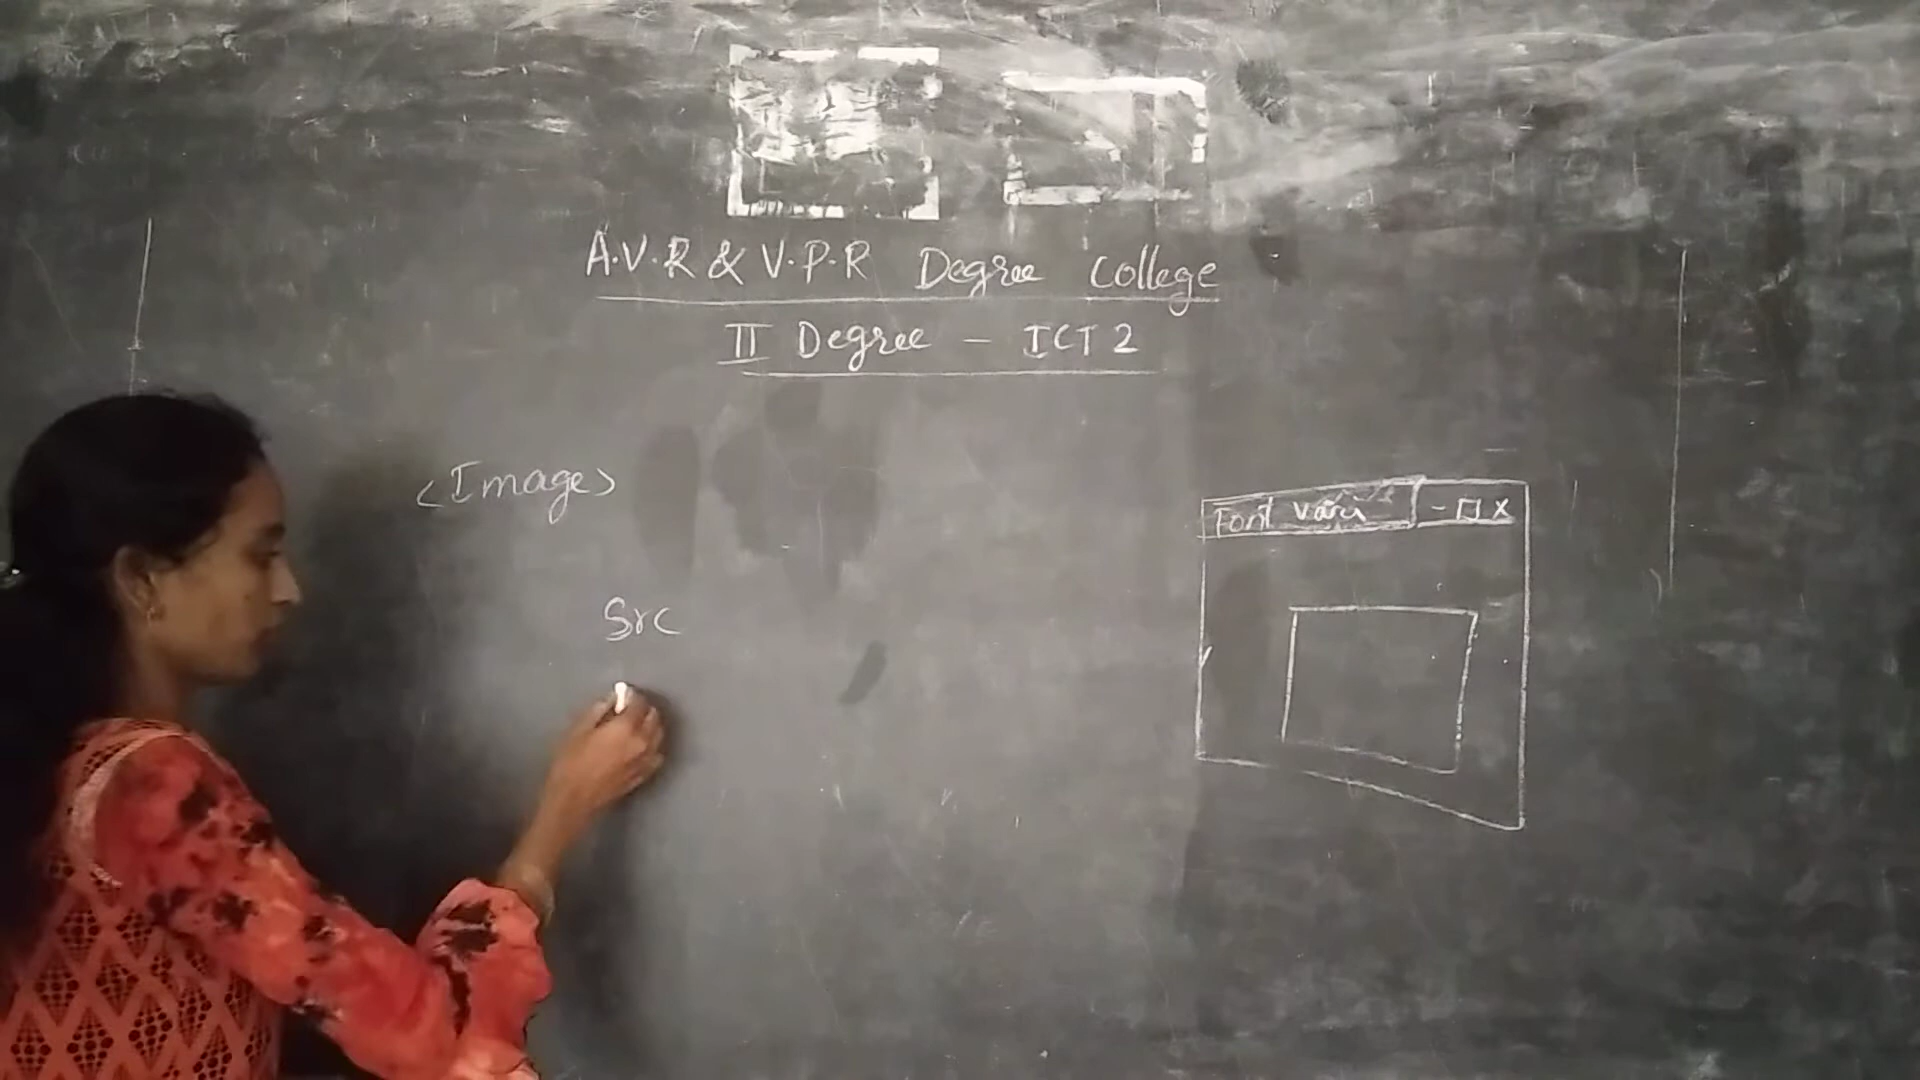 A.V.R & V.P.R Degree College
II Degree - ICT 2
<Image>
Font vari - □ X
Src